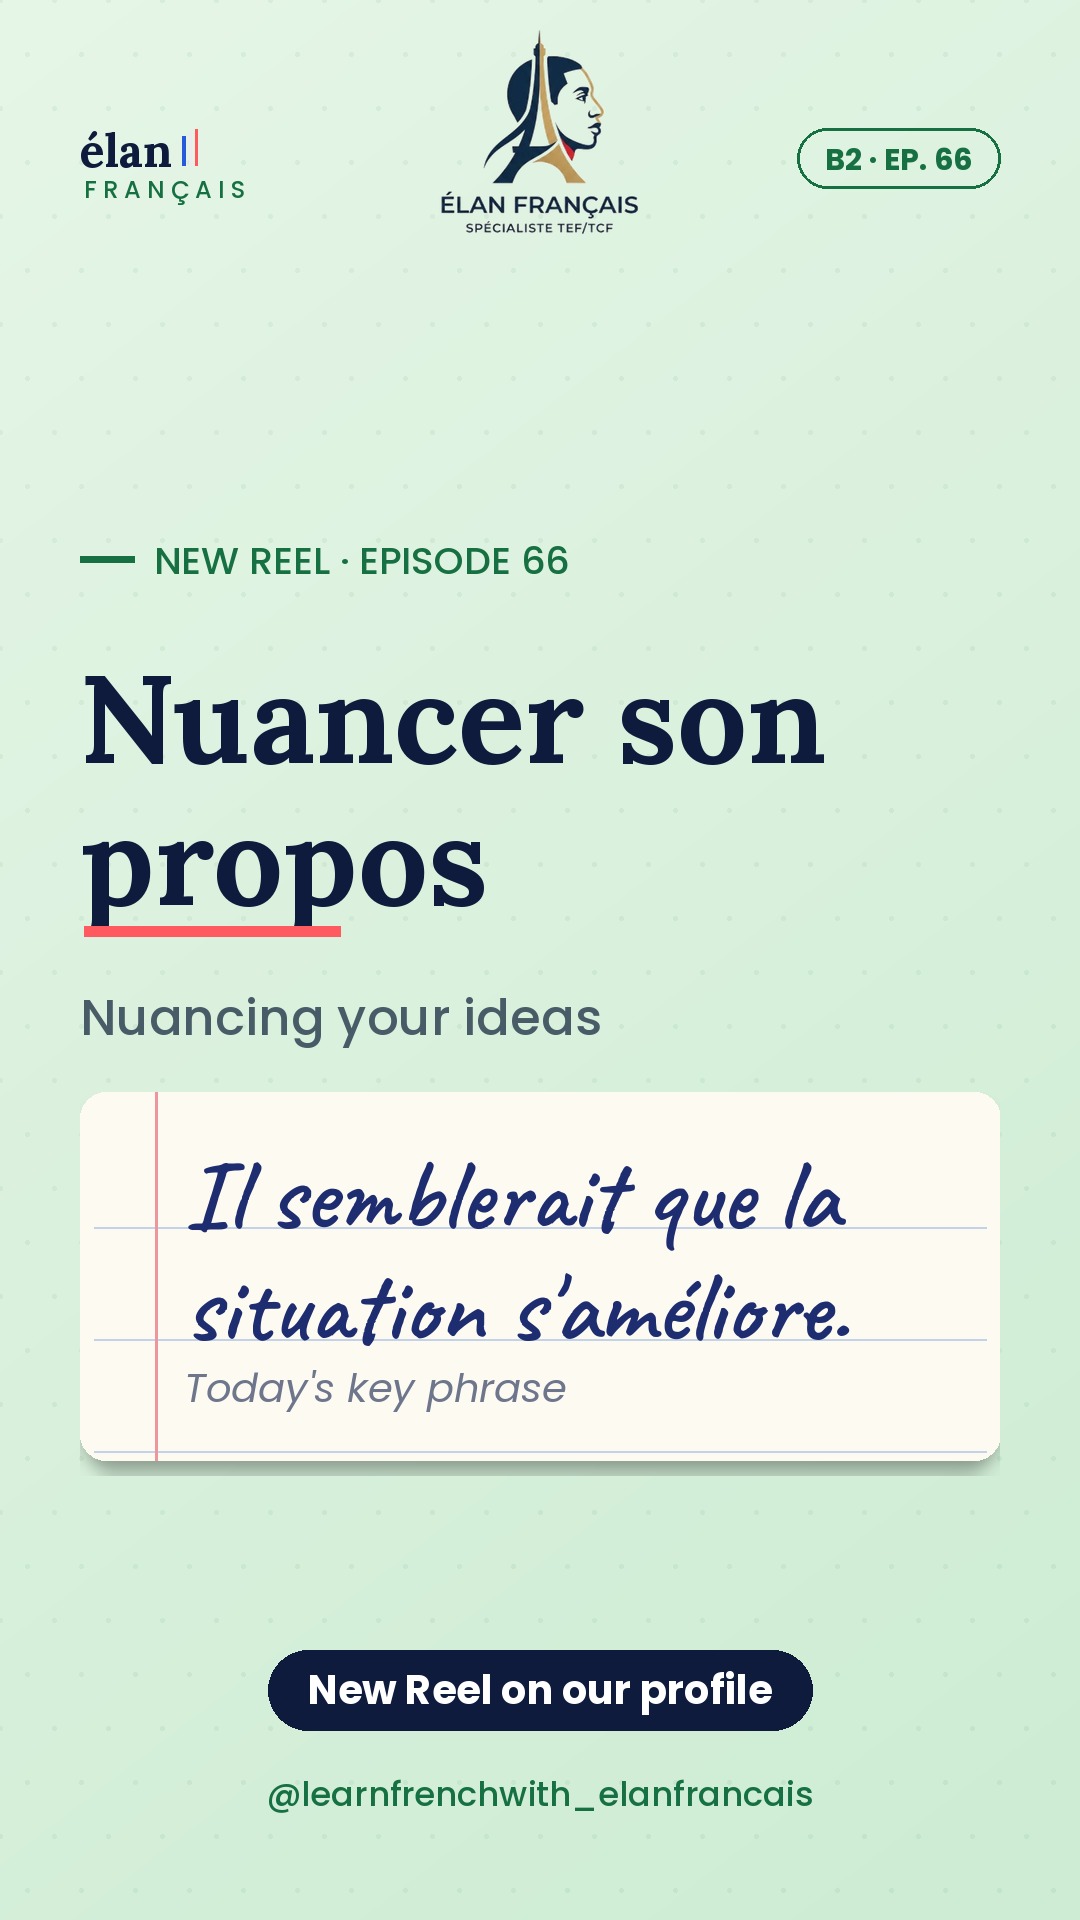 élan
FRANÇAIS
ÉLAN FRANÇAIS
SPÉCIALISTE TEF/TCF
B2 · EP. 66
NEW REEL · EPISODE 66
Nuancer son
propos
Nuancing your ideas
Il semblerait que la
situation s'améliore.
Today's key phrase
New Reel on our profile
@learnfrenchwith_elanfrancais